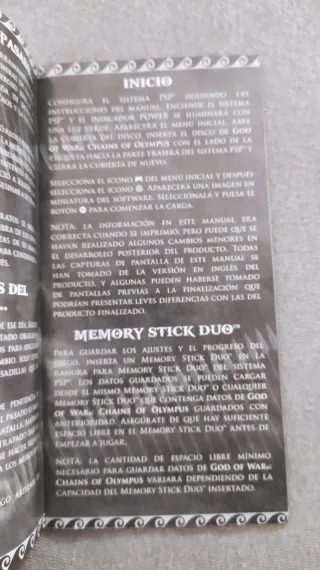 INICIO
CONFIGURA EL SISTEMA PSP™ SIGUIENDO LAS
INSTRUCCIONES DEL MANUAL. ENCIENDE EL SISTEMA
PSP™ Y EL INDICADOR POWER SE ILUMINARÁ CON
UNA LUZ VERDE. APARECERÁ EL MENÚ INICIAL. ABRE
LA CUBIERTA DEL DISCO. INSERTA EL DISCO DE GOD
OF WAR®: CHAINS OF OLYMPUS CON EL LADO DE LA
ETIQUETA HACIA LA PARTE TRASERA DEL SISTEMA PSP™ Y
CIERRA LA CUBIERTA DE NUEVO.
SELECCIONA EL ICONO DEL MENÚ INICIAL Y DESPUÉS
SELECCIONA EL ICONO. APARECERÁ UNA IMAGEN EN
MINIATURA DEL SOFTWARE. SELECCIÓNALA Y PULSA EL
BOTÓN ⊗ PARA COMENZAR LA CARGA.
NOTA: LA INFORMACIÓN EN ESTE MANUAL ERA
CORRECTA CUANDO SE IMPRIMIÓ, PERO PUEDE QUE SE
HAYAN REALIZADO ALGUNOS CAMBIOS MENORES EN
EL DESARROLLO POSTERIOR DEL PRODUCTO. TODAS
LAS CAPTURAS DE PANTALLA DE ESTE MANUAL SE
HAN TOMADO DE LA VERSIÓN EN INGLÉS DEL
PRODUCTO, Y ALGUNAS PUEDEN HABERSE TOMADO
DE PANTALLAS PREVIAS A LA FINALIZACIÓN QUE
PODRÍAN PRESENTAR LEVES DIFERENCIAS CON LAS DEL
PRODUCTO FINALIZADO.
MEMORY STICK DUO™
PARA GUARDAR LOS AJUSTES Y EL PROGRESO DEL
JUEGO, INSERTA UN MEMORY STICK DUO™ EN LA
RANURA PARA MEMORY STICK DUO™ DEL SISTEMA
PSP™. LOS DATOS GUARDADOS SE PUEDEN CARGAR
DESDE EL MISMO MEMORY STICK DUO™ O CUALQUIER
MEMORY STICK DUO™ QUE CONTENGA DATOS DE GOD
OF WAR®: CHAINS OF OLYMPUS GUARDADOS CON
ANTERIORIDAD. ASEGÚRATE DE QUE HAY SUFICIENTE
ESPACIO LIBRE EN EL MEMORY STICK DUO™ ANTES DE
EMPEZAR A JUGAR.
NOTA: LA CANTIDAD DE ESPACIO LIBRE MÍNIMO
NECESARIO PARA GUARDAR DATOS DE GOD OF WAR®:
CHAINS OF OLYMPUS VARIARÁ DEPENDIENDO DE LA
CAPACIDAD DEL MEMORY STICK DUO™ INSERTADO.